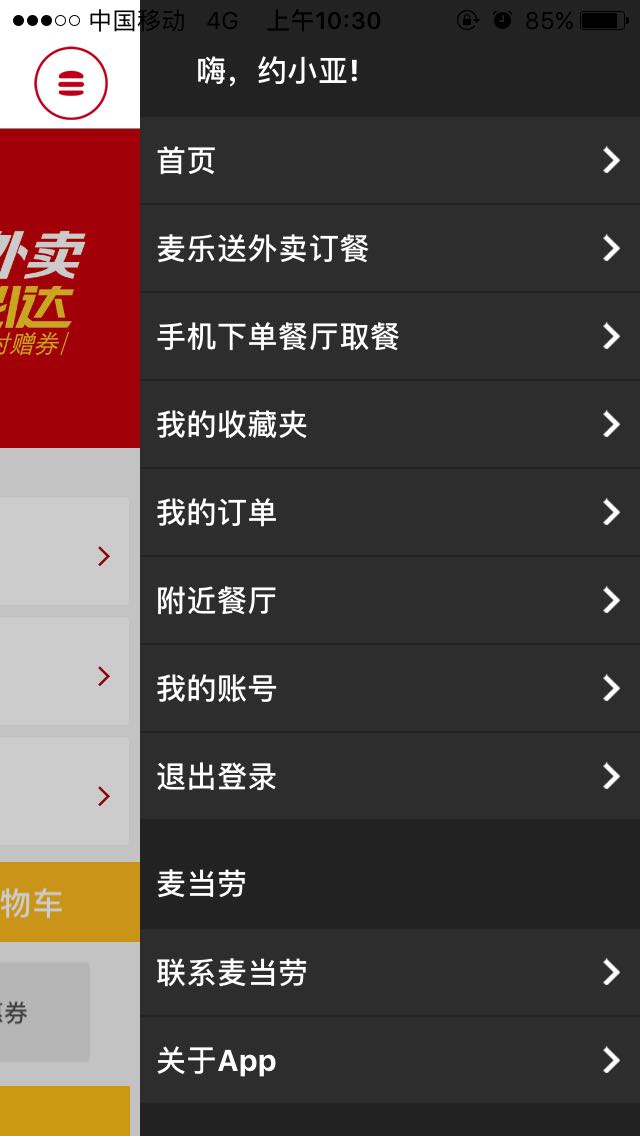 中国移动 4G 上午10:30 85%
嗨，约小亚!
首页
麦乐送外卖订餐
手机下单餐厅取餐
我的收藏夹
我的订单
附近餐厅
我的账号
退出登录
麦当劳
联系麦当劳
关于App
外卖
到达
付赠券/
物车
惠券